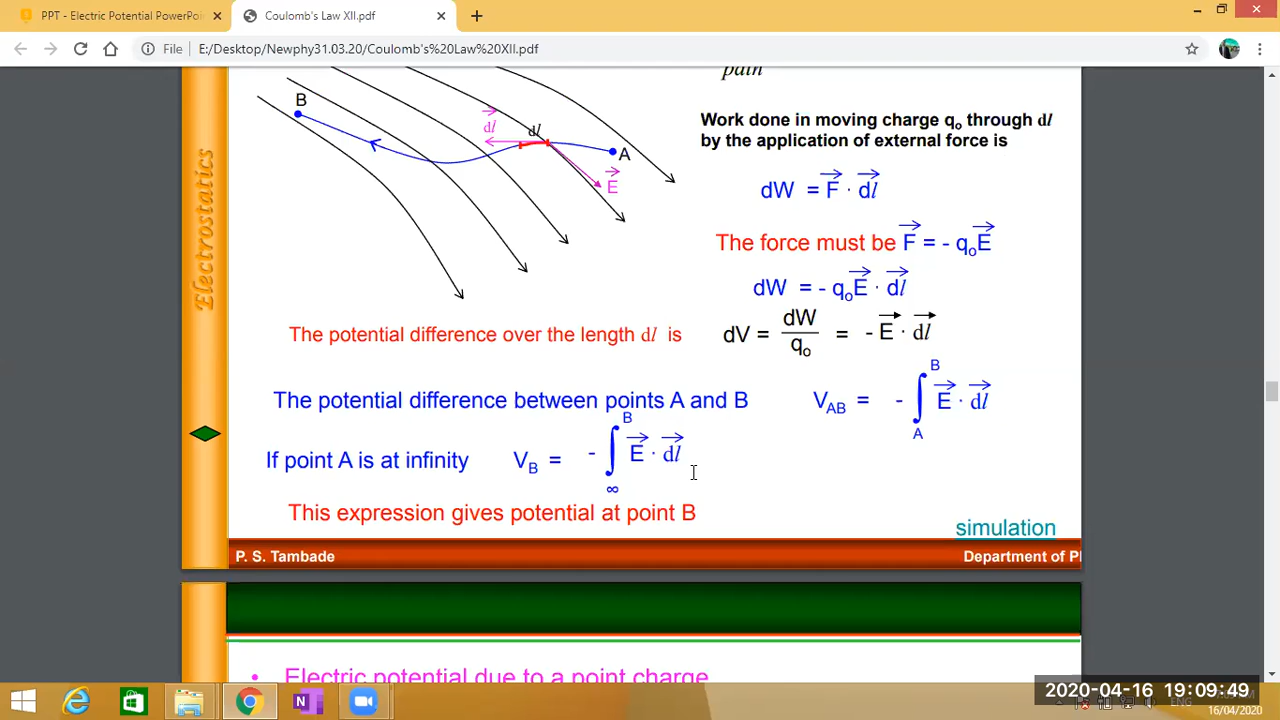 PPT - Electric Potential PowerPo
Coulomb's Law XII.pdf
File
E:/Desktop/Newphy31.03.20/Coulomb's%20Law%20XII.pdf
path
B
dl
dl
A
E
Work done in moving charge qo through dl
by the application of external force is
dW = F · dl
The force must be F = - qoE
dW = - qoE · dl
The potential difference over the length dl is
dV = dW/qo = - E · dl
The potential difference between points A and B
VAB = - ∫ A B E · dl
If point A is at infinity
VB = - ∫ ∞ B E · dl
This expression gives potential at point B
simulation
Electrostatics
P. S. Tambade
Department of P
• Electric potential due to a point charge
2020-04-16 19:09:49
ENG
16/04/2020